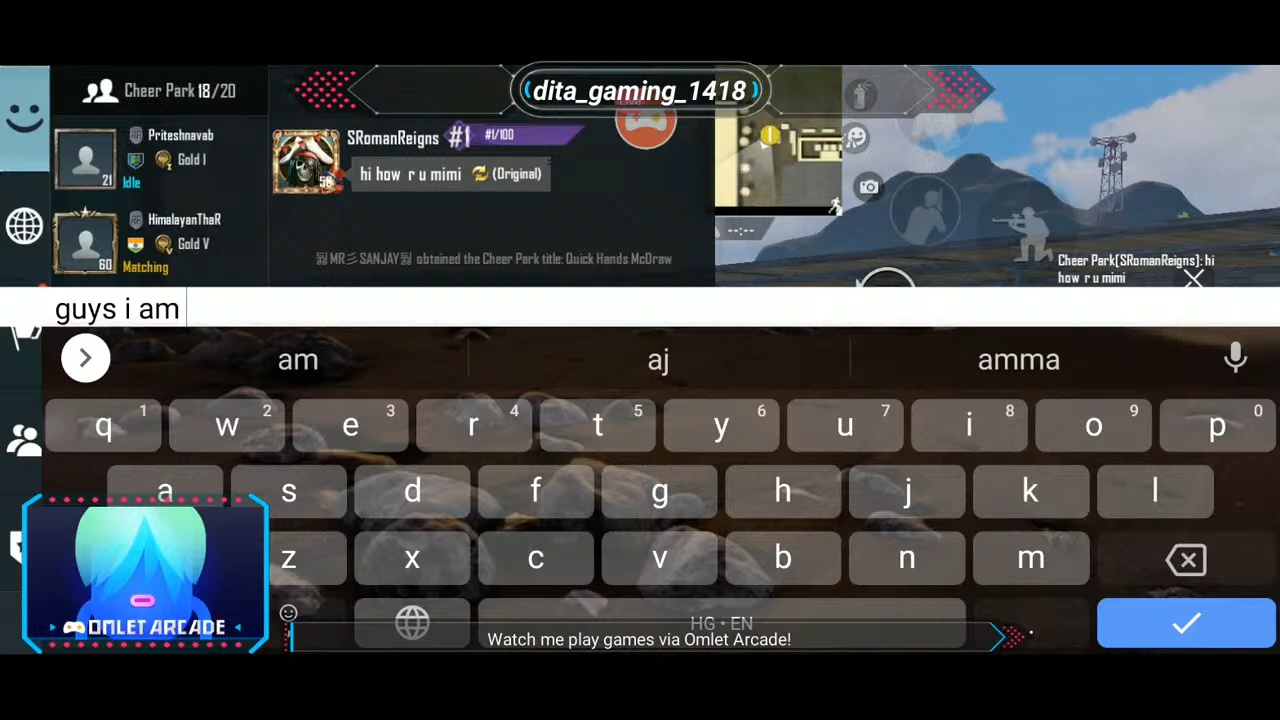 dita_gaming_1418
Cheer Park 18/20
Priteshnavab
Gold I
21
Idle
HimalayanThaR
Gold V
60
Matching
SRomanReigns #1 #1/100
58
hi how r u mimi (Original)
SANJAY obtained the Cheer Park title: Quick Hands McDraw
--:--
Cheer Park[SRomanReigns]: hi
how r u mimi
guys i am
am aj amma
q 1 w 2 e 3 r 4 t 5 y 6 u 7 i 8 o 9 p 0
a s d f g h j k l
z x c v b n m
HG • EN
OMLET ARCADE
Watch me play games via Omlet Arcade!